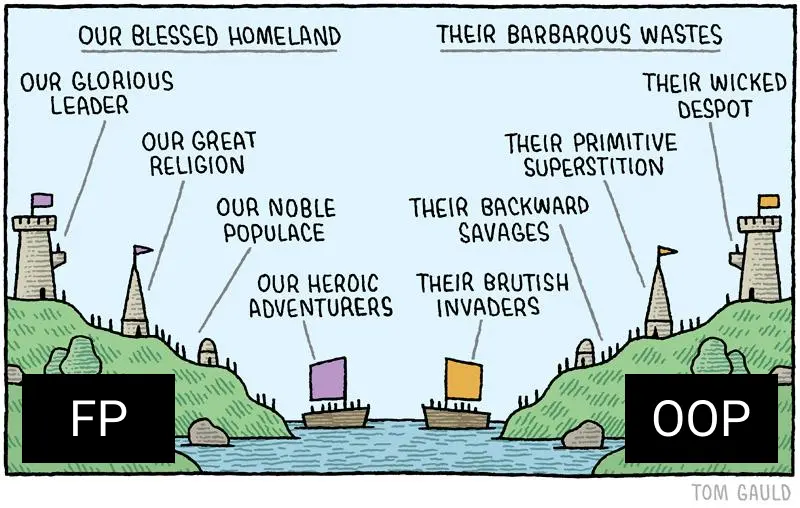 OUR BLESSED HOMELAND
THEIR BARBAROUS WASTES
OUR GLORIOUS
LEADER
THEIR WICKED
DESPOT
OUR GREAT
RELIGION
THEIR PRIMITIVE
SUPERSTITION
OUR NOBLE
POPULACE
THEIR BACKWARD
SAVAGES
OUR HEROIC
ADVENTURERS
THEIR BRUTISH
INVADERS
FP
OOP
TOM GAULD